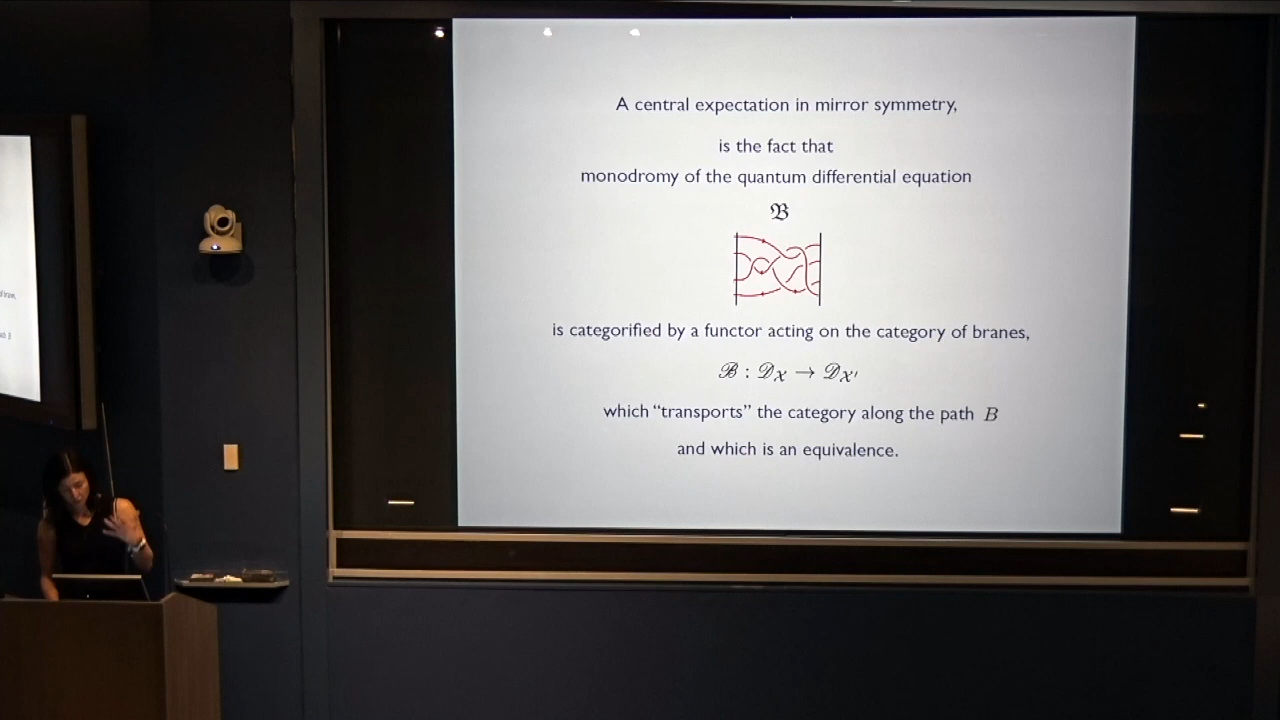 A central expectation in mirror symmetry,
is the fact that
monodromy of the quantum differential equation
𝔅
is categorified by a functor acting on the category of branes,
ℬ : 𝒟_𝒳 → 𝒟_𝒳′
which “transports” the category along the path B
and which is an equivalence.